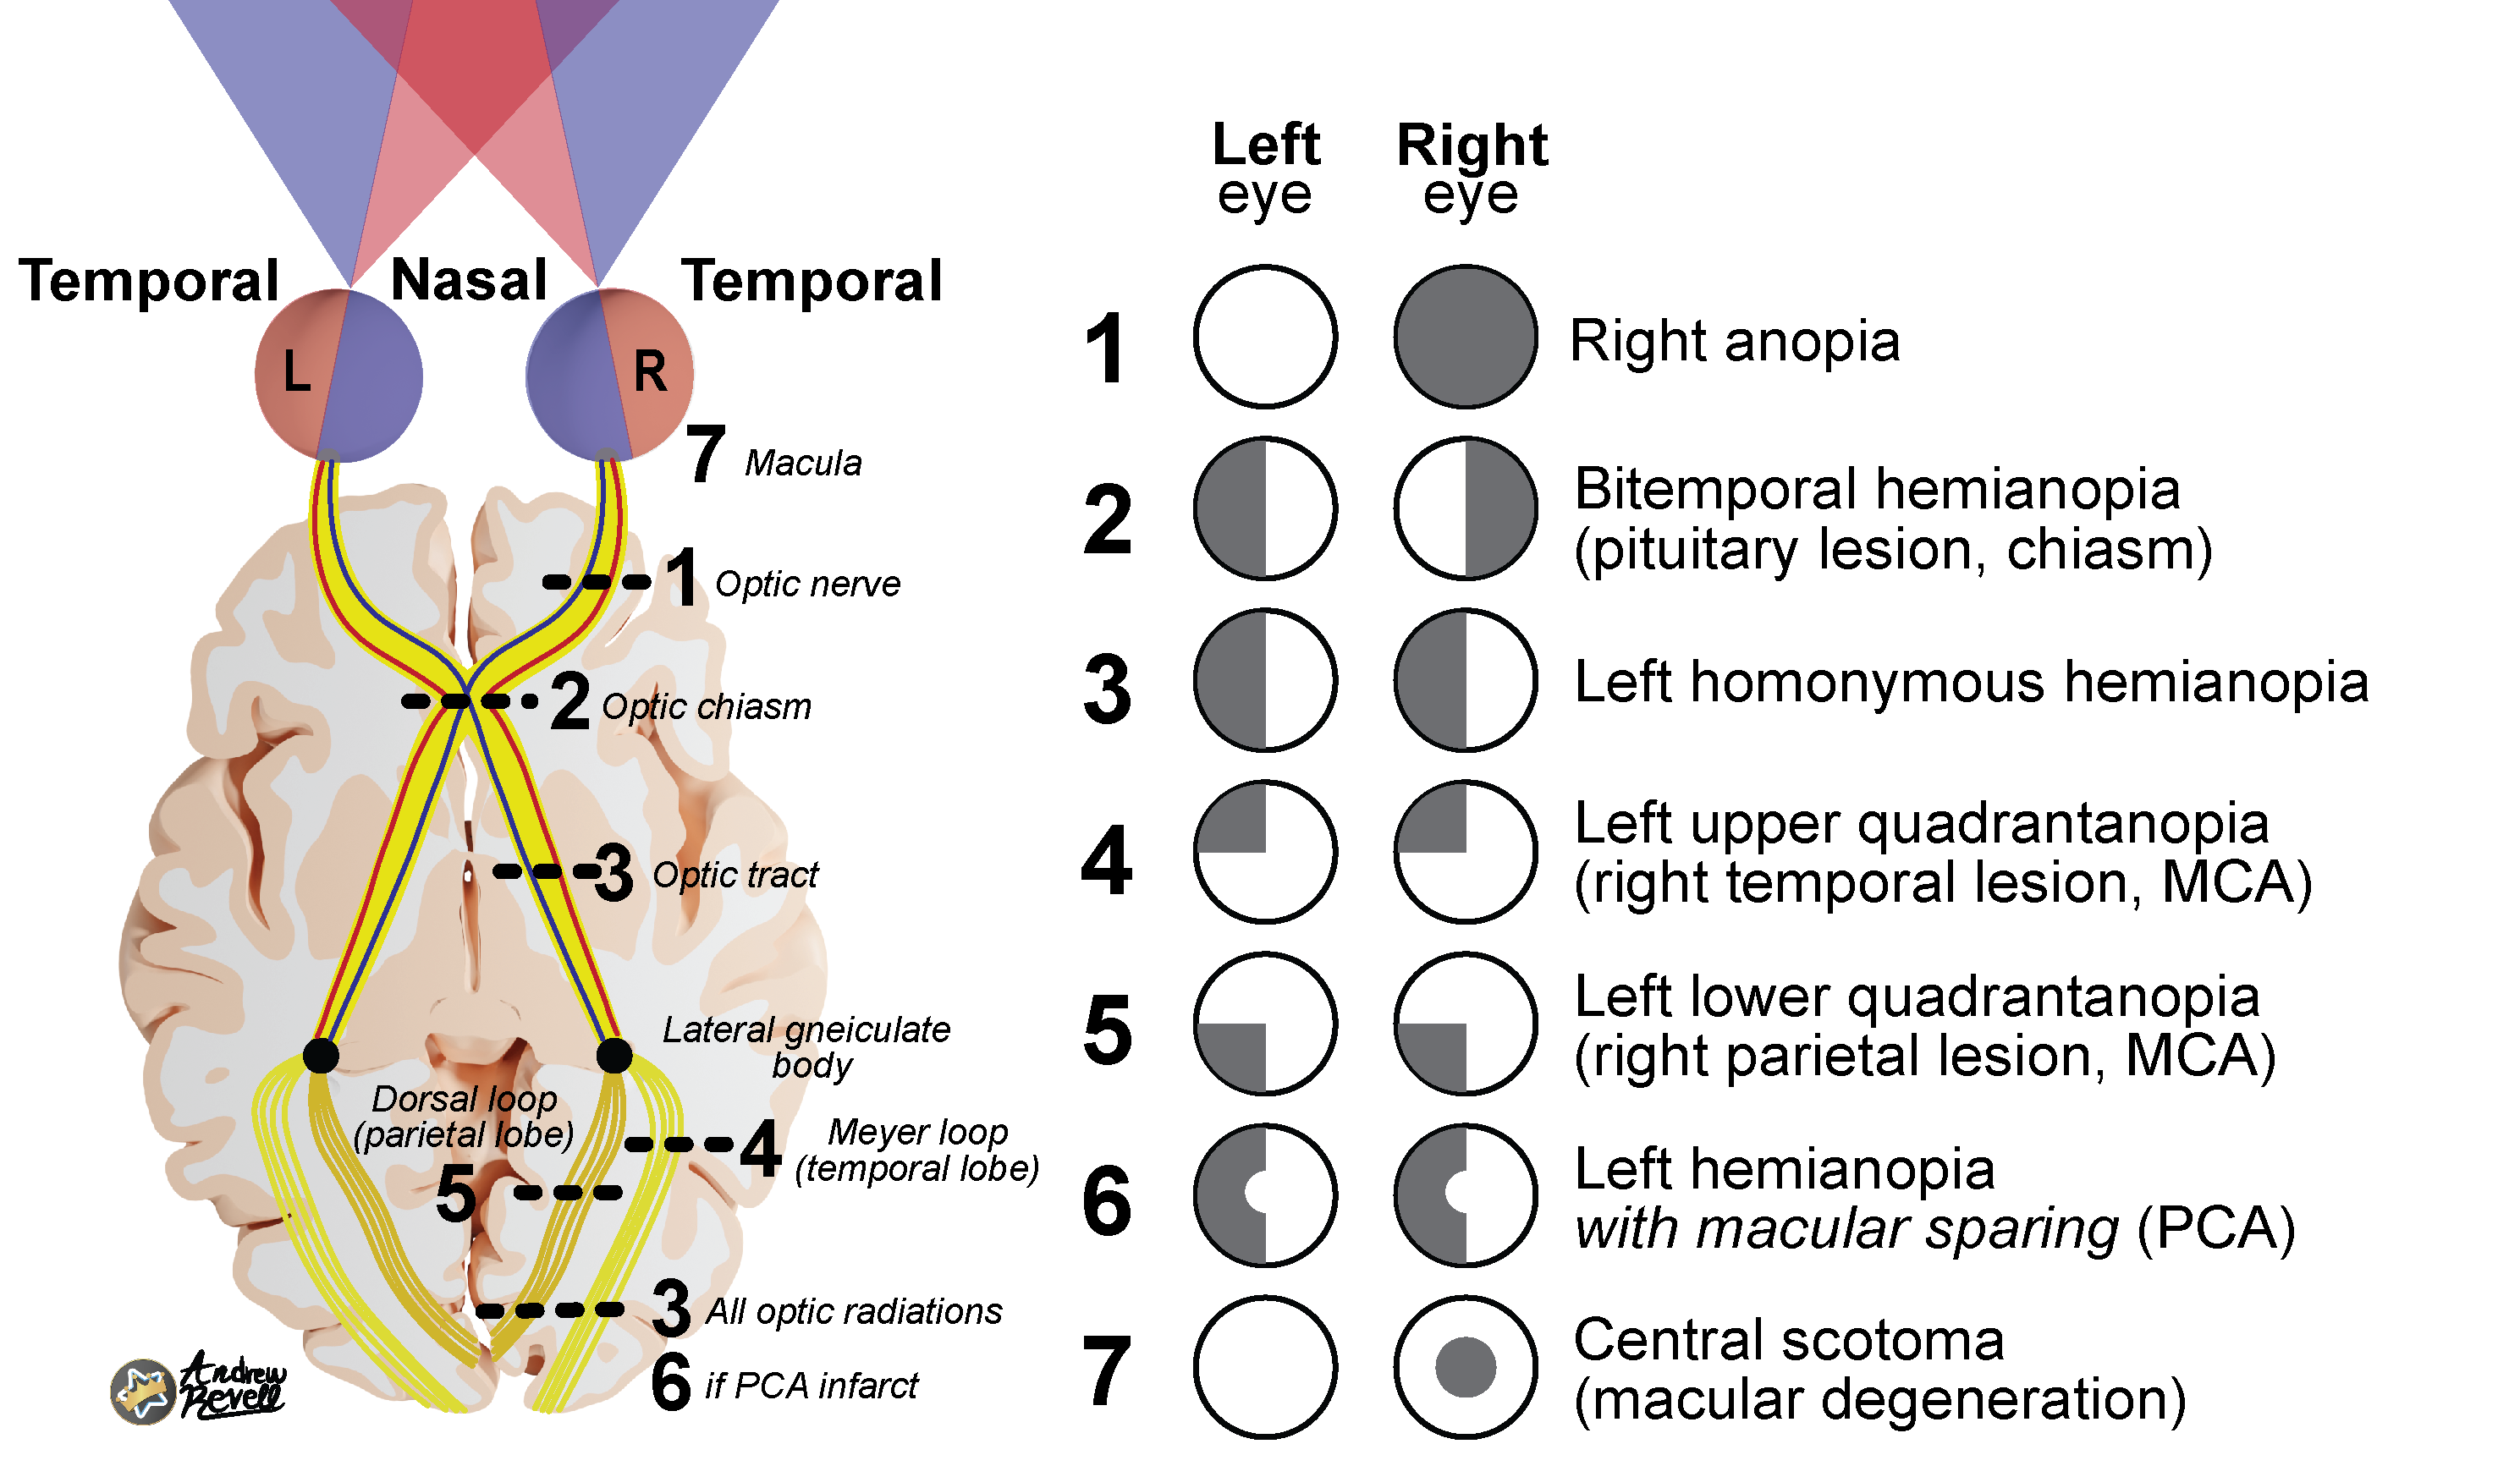 Temporal
Nasal
Temporal
L
R
7 Macula
1 Optic nerve
2 Optic chiasm
3 Optic tract
Lateral gneiculate
body
Dorsal loop
(parietal lobe)
5
4 Meyer loop
(temporal lobe)
3 All optic radiations
6 if PCA infarct
Andrew
Revell
Left
eye
Right
eye
1 Right anopia
2 Bitemporal hemianopia
(pituitary lesion, chiasm)
3 Left homonymous hemianopia
4 Left upper quadrantanopia
(right temporal lesion, MCA)
5 Left lower quadrantanopia
(right parietal lesion, MCA)
6 Left hemianopia
with macular sparing (PCA)
7 Central scotoma
(macular degeneration)